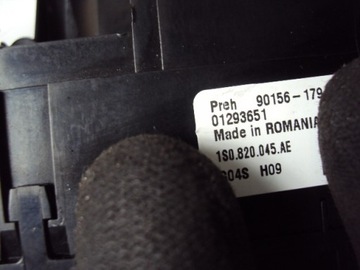 Preh 90156-179
01293651
Made in ROMANIA
1S0.820.045.AE
H09